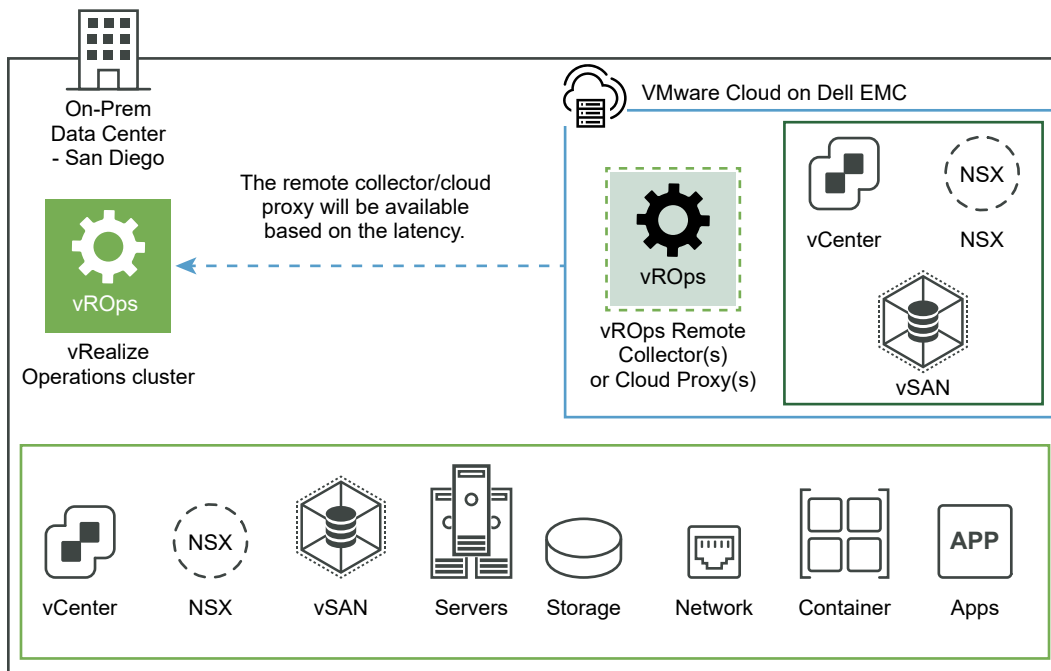 On-Prem
Data Center
- San Diego
VMware Cloud on Dell EMC
The remote collector/cloud
proxy will be available
based on the latency.
vROps
vRealize
Operations cluster
vROps
vROps Remote
Collector(s)
or Cloud Proxy(s)
vCenter
NSX
NSX
vSAN
vCenter
NSX
NSX
vSAN
Servers
Storage
Network
Container
APP
Apps